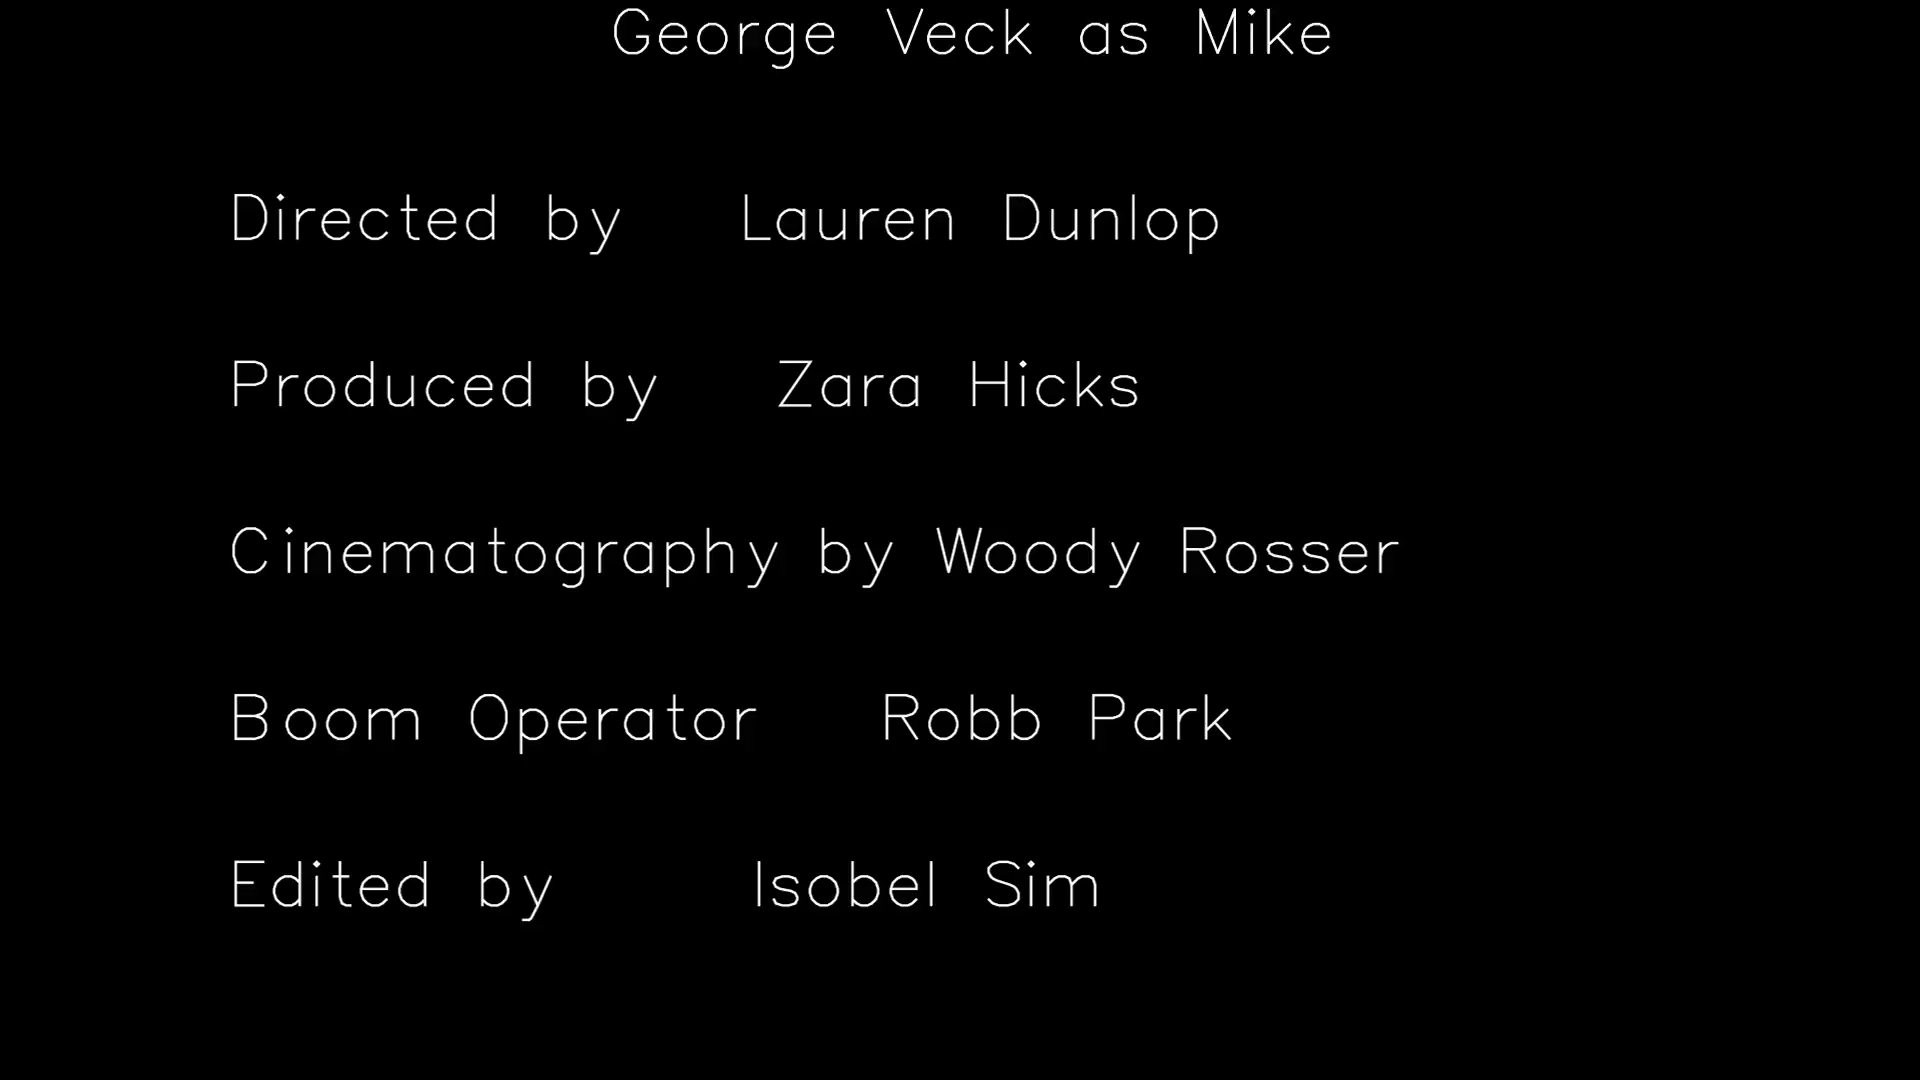 George Veck as Mike
Directed by Lauren Dunlop
Produced by Zara Hicks
Cinematography by Woody Rosser
Boom Operator Robb Park
Edited by Isobel Sim